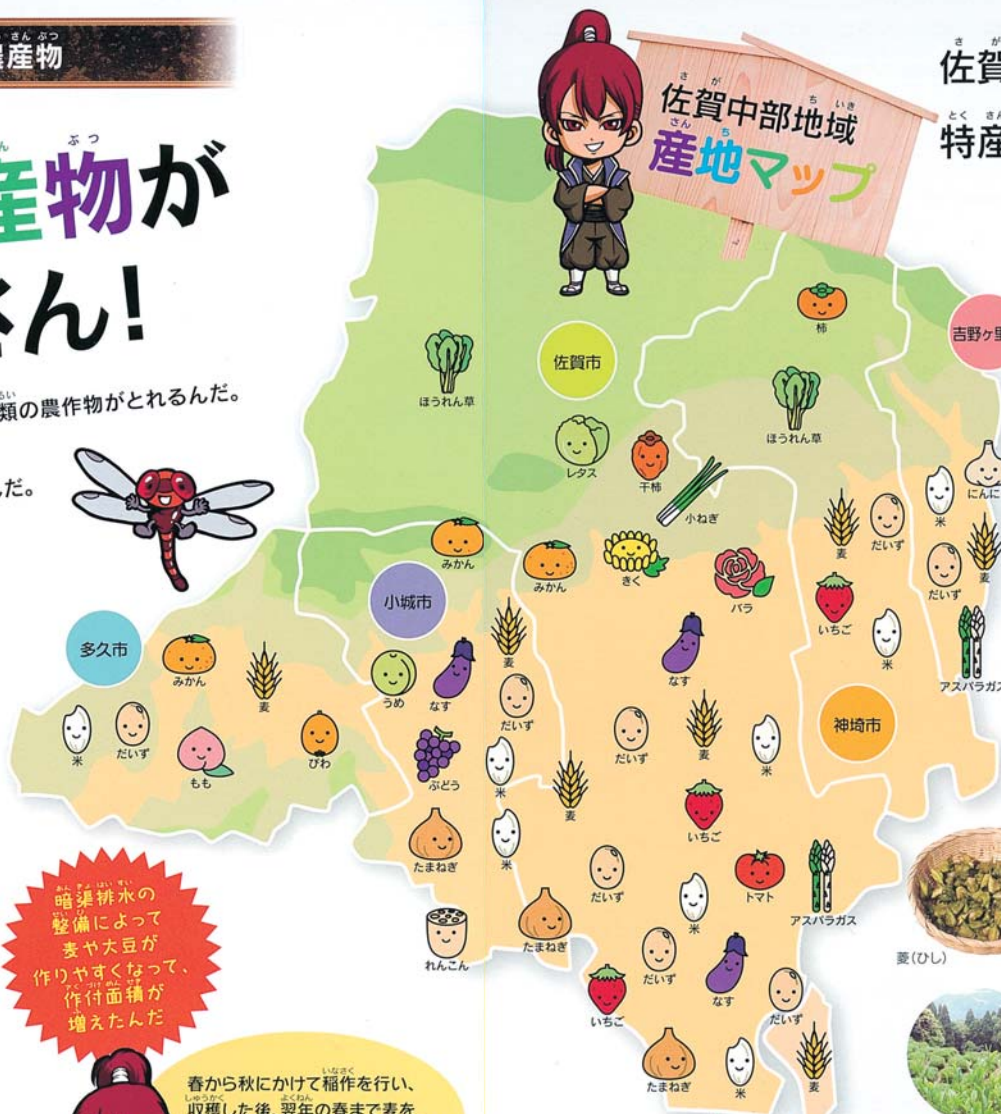 産物
産物が
さん!
類の農作物がとれるんだ。
だ。
佐賀中部地域
産地マップ
佐賀
特産
佐賀市
吉野ヶ里
小城市
多久市
神埼市
柿
ほうれん草
ほうれん草
レタス
干柿
小ねぎ
にんに
米
麦
だいず
だいず
麦
いちご
米
アスパラガス
みかん
みかん
きく
バラ
みかん
麦
うめ
なす
麦
なす
米
だいず
もも
びわ
ぶどう
だいず
米
だいず
麦
米
麦
いちご
たまねぎ
米
だいず
米
トマト
アスパラガス
れんこん
たまねぎ
いちご
だいず
なす
だいず
たまねぎ
米
麦
菱(ひし)
暗渠排水の
整備によって
麦や大豆が
作りやすくなって、
作付面積が
増えたんだ
春から秋にかけて稲作を行い、
収穫した後、翌年の春まで麦を